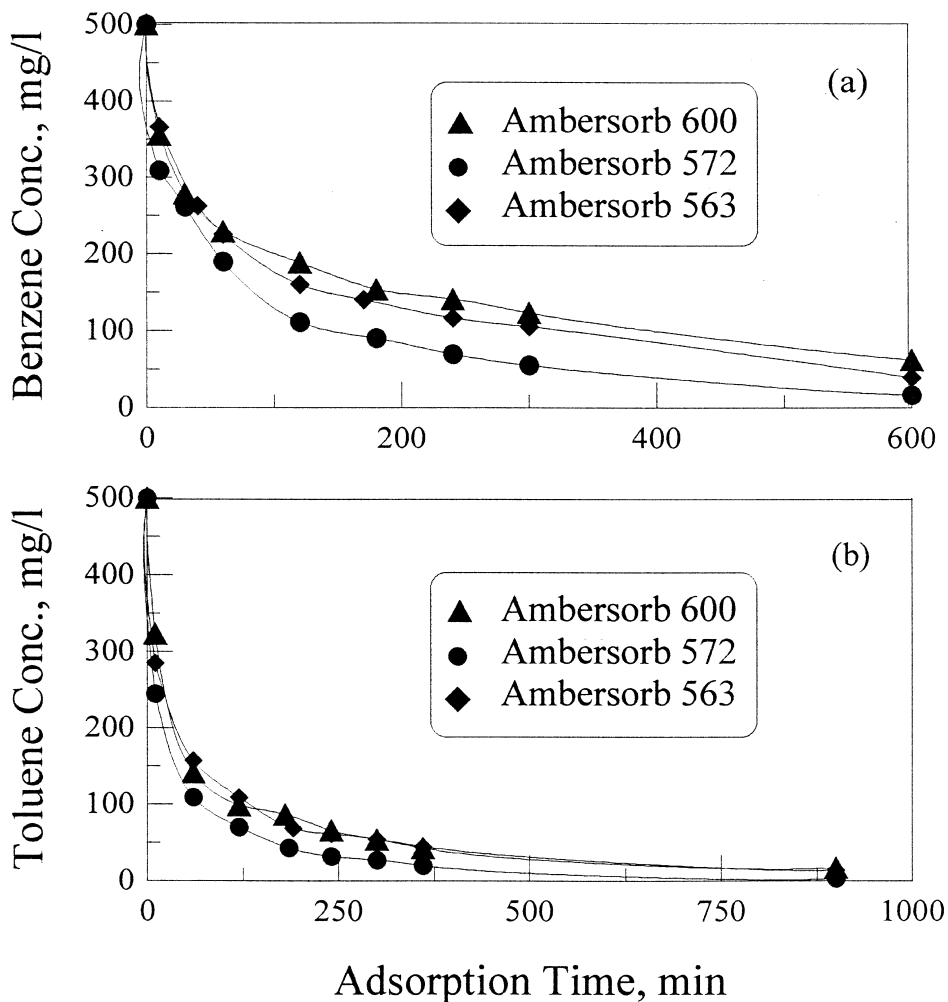 Benzene Conc., mg/l
500
400
300
200
100
0
(a)
Ambersorb 600
Ambersorb 572
Ambersorb 563
0 200 400 600
Toluene Conc., mg/l
500
400
300
200
100
0
(b)
Ambersorb 600
Ambersorb 572
Ambersorb 563
0 250 500 750 1000
Adsorption Time, min